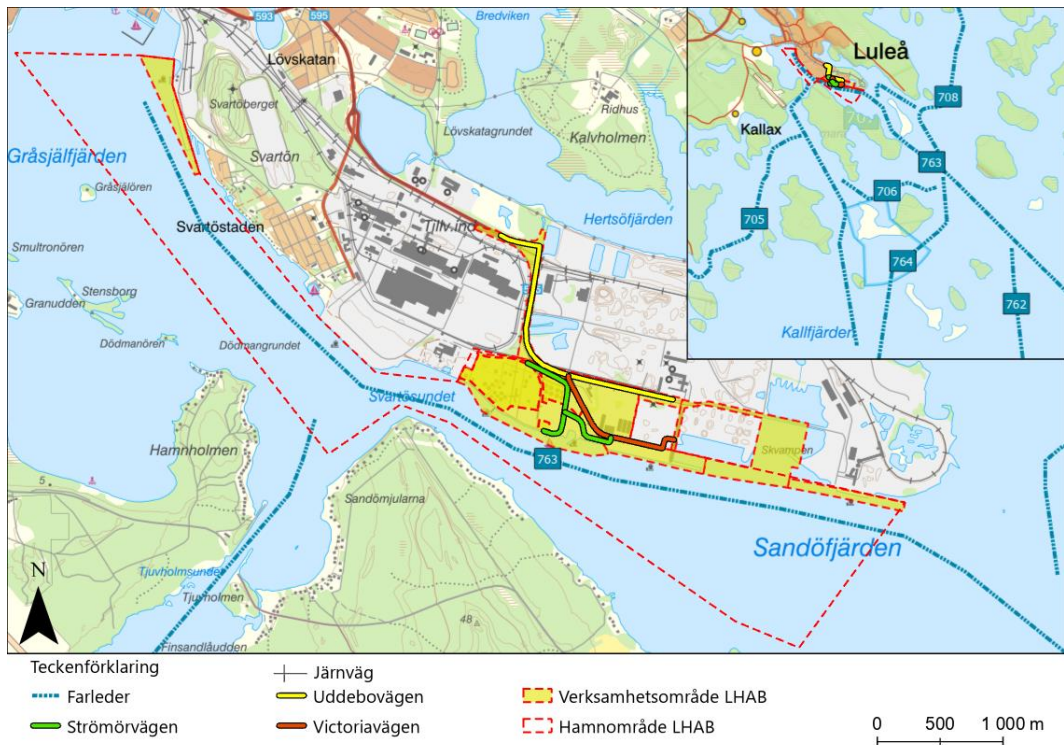 593
595
Bredviken
Lövskatan
Svartöberget
Lövskatagrundet
Ridhus
Kalvholmen
Gråsjälfjärden
Svartön
Gråsjälören
Hertsöfjärden
Tillv.ind
Svartöstaden
Smultronören
Stensborg
Granudden
Dödmanören
Dödmangrundet
Svartösundet
Hamnholmen
763
Skvampen
5
Sandömjularna
Sandöfjärden
Tjuvholmsundet
Tjuvholmen
48
Finsandlåudden
N
Luleå
Kallax
708
763
706
705
764
762
Kallfjärden
Teckenförklaring
Farleder
Strömörvägen
Järnväg
Uddebovägen
Victoriavägen
Verksamhetsområde LHAB
Hamnområde LHAB
0 500 1 000 m